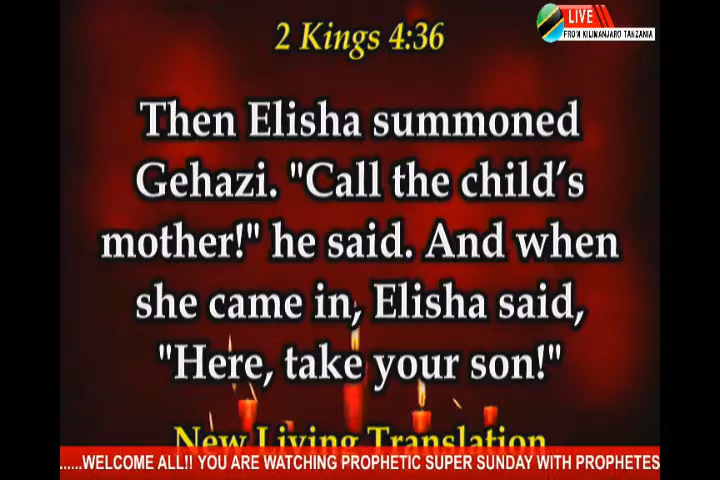 2 Kings 4:36
LIVE
FROM KILIMANJARO TANZANIA
Then Elisha summoned
Gehazi. "Call the child’s
mother!" he said. And when
she came in, Elisha said,
"Here, take your son!"
New Living Translation
......WELCOME ALL!! YOU ARE WATCHING PROPHETIC SUPER SUNDAY WITH PROPHETES